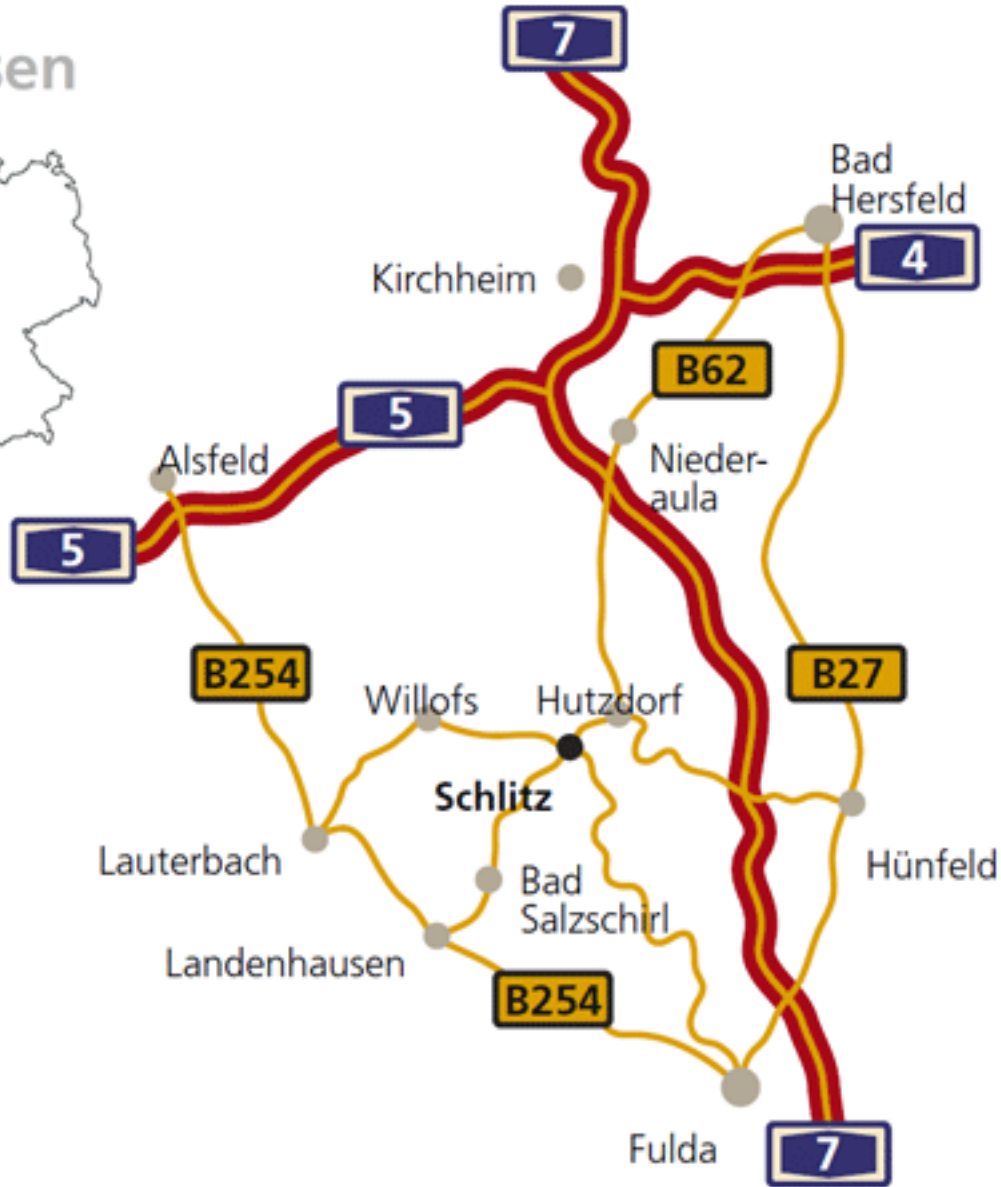 7
sen
Bad
Hersfeld
4
Kirchheim
B62
5
Alsfeld
Nieder-
aula
5
B254
B27
Willofs
Hutzdorf
Schlitz
Lauterbach
Hünfeld
Bad
Salzschirl
Landenhausen
B254
Fulda
7